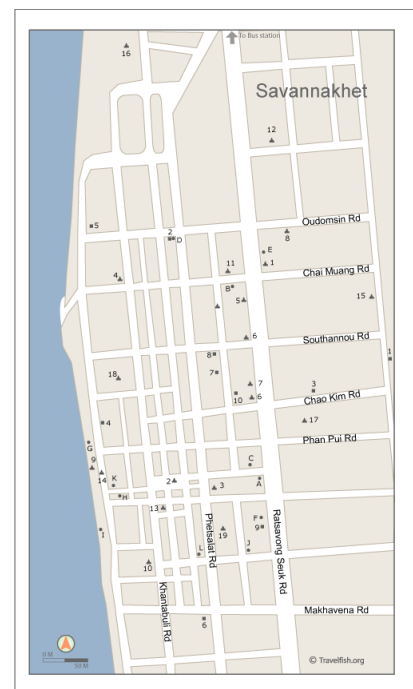 To Bus station
16
Savannakhet
12
Oudomsin Rd
5
2
D
E
8
1
11
Chai Muang Rd
4
B
5
15
6
Southannou Rd
8
1
7
18
7
3
10
6
Chao Kim Rd
4
17
Phan Pui Rd
G
9
C
14
K
2
3
A
H
13
F
I
19
9
J
L
10
Phetsalat Rd
Ratsavong Seuk Rd
Khantabuli Rd
Makhavena Rd
6
0 M
50 M
© Travelfish.org